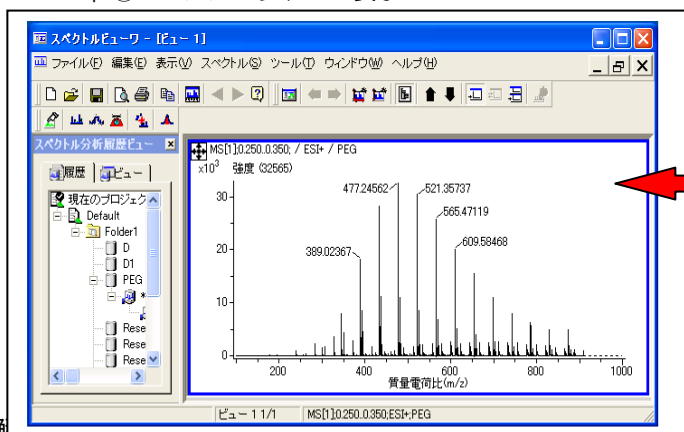 スペクトルビューワ - [ビュー 1]
ファイル(F) 編集(E) 表示(V) スペクトル(S) ツール(T) ウィンドウ(W) ヘルプ(H)
スペクトル分析履歴ビュー
履歴 ビュー
現在のプロジェク
Default
Folder1
D
D1
PEG
*
Rese
Rese
Rese
MS[1];0.250..0.350; / ESI+ / PEG
x10³ 強度 (32565)
477.24562
521.35737
565.47119
609.58468
389.02367
30
20
10
0
200 400 600 800 1000
質量電荷比(m/z)
ビュー 1 1/1 MS[1];0.250..0.350;ESI+;PEG